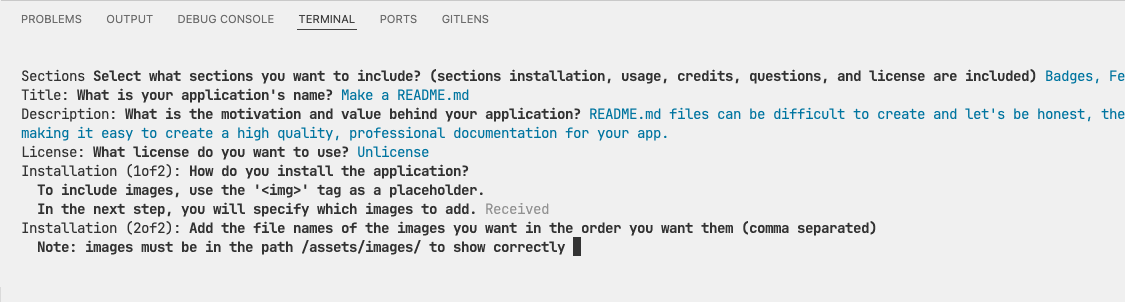 PROBLEMS OUTPUT DEBUG CONSOLE TERMINAL PORTS GITLENS
Sections Select what sections you want to include? (sections installation, usage, credits, questions, and license are included) Badges, Fe
Title: What is your application's name? Make a README.md
Description: What is the motivation and value behind your application? README.md files can be difficult to create and let's be honest, the
making it easy to create a high quality, professional documentation for your app.
License: What license do you want to use? Unlicense
Installation (1of2): How do you install the application?
To include images, use the '<img>' tag as a placeholder.
In the next step, you will specify which images to add. Received
Installation (2of2): Add the file names of the images you want in the order you want them (comma separated)
Note: images must be in the path /assets/images/ to show correctly